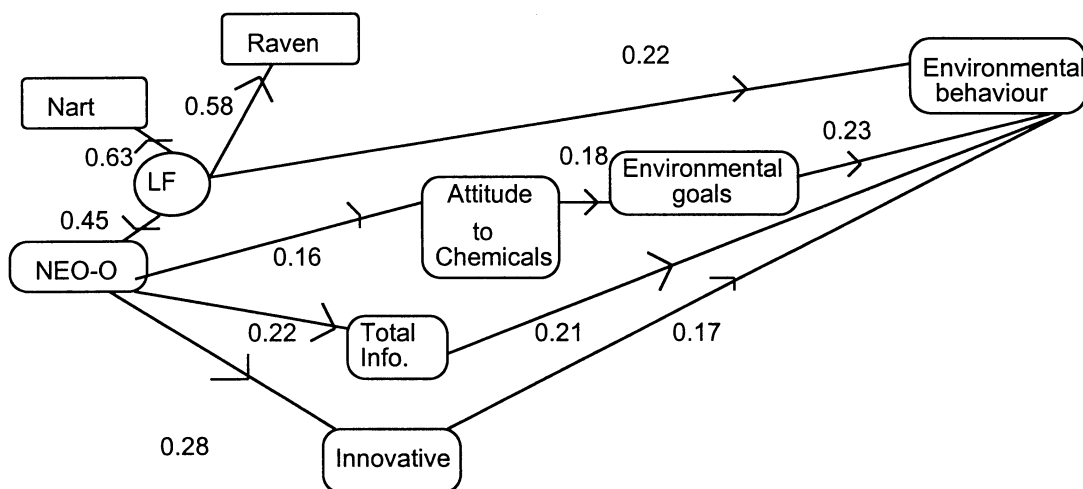 Raven
0.22
Environmental
behaviour
Nart
0.58
0.63
LF
0.18
Environmental
goals
0.23
Attitude
to
Chemicals
0.45
NEO-O
0.16
0.22
Total
Info.
0.21
0.17
0.28
Innovative